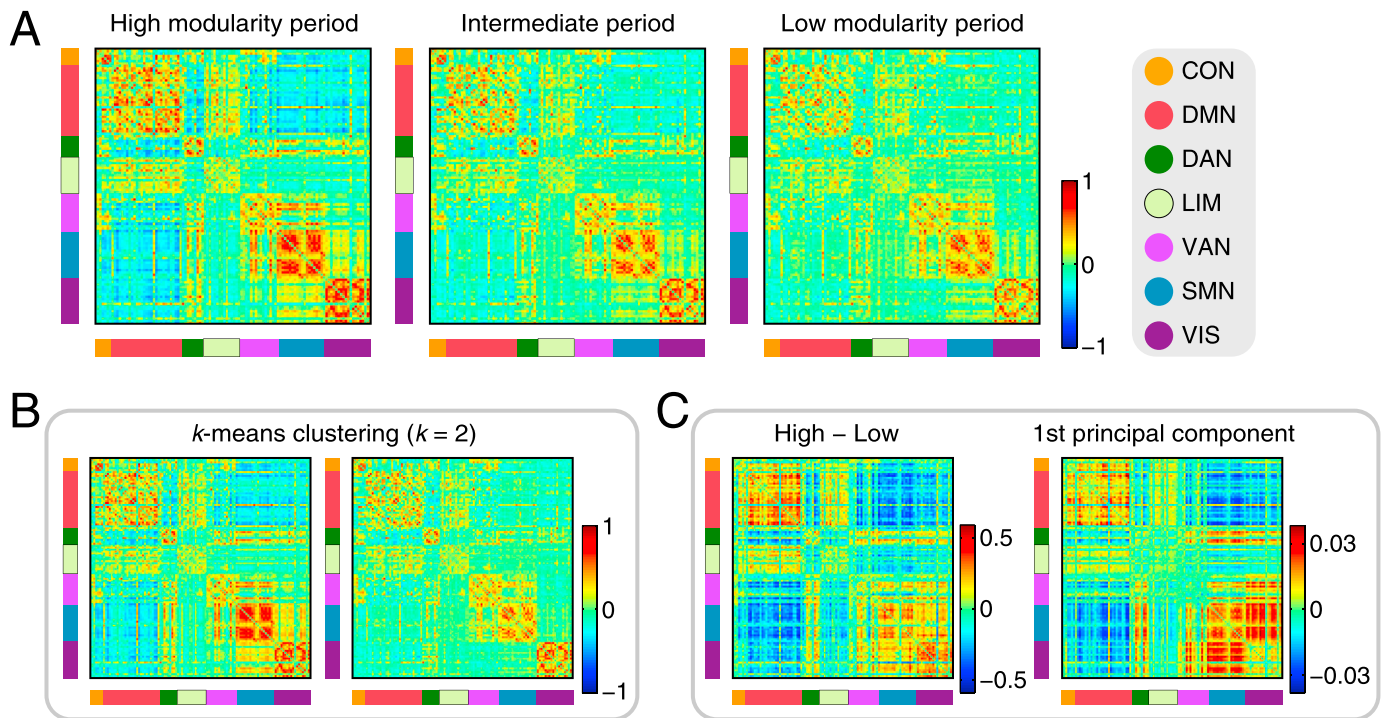 A
High modularity period
Intermediate period
Low modularity period
1
0
−1
CON
DMN
DAN
LIM
VAN
SMN
VIS
B
k-means clustering (k = 2)
1
0
−1
C
High − Low
0.5
0
−0.5
1st principal component
0.03
0
−0.03